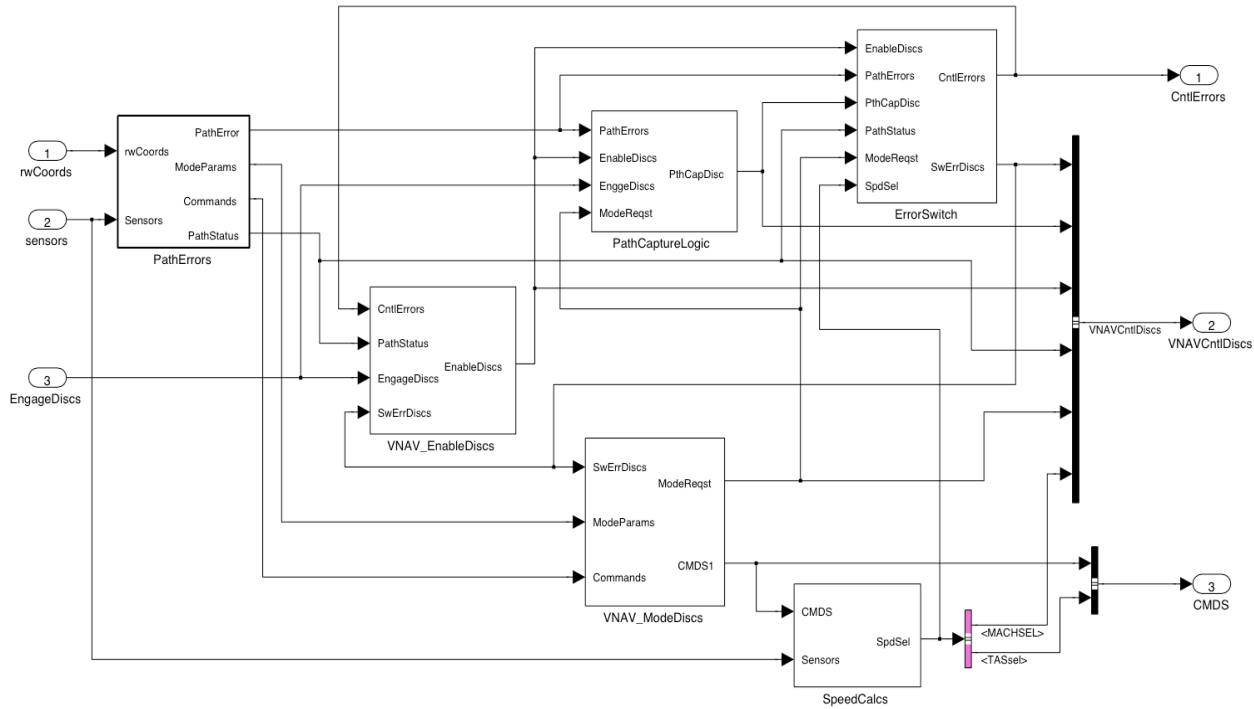 1
rwCoords
2
sensors
3
EngageDiscs
rwCoords
Sensors
PathError
ModeParams
Commands
PathStatus
PathErrors
CntlErrors
PathStatus
EngageDiscs
SwErrDiscs
EnableDiscs
VNAV_EnableDiscs
PathErrors
EnableDiscs
EnggeDiscs
ModeReqst
PthCapDisc
PathCaptureLogic
SwErrDiscs
ModeParams
Commands
ModeReqst
CMDS1
VNAV_ModeDiscs
EnableDiscs
PathErrors
PthCapDisc
PathStatus
ModeReqst
SpdSel
CntlErrors
SwErrDiscs
ErrorSwitch
CMDS
Sensors
SpdSel
SpeedCalcs
<MACHSEL>
<TASsel>
1
CntlErrors
VNAVCntlDiscs
2
VNAVCntlDiscs
3
CMDS